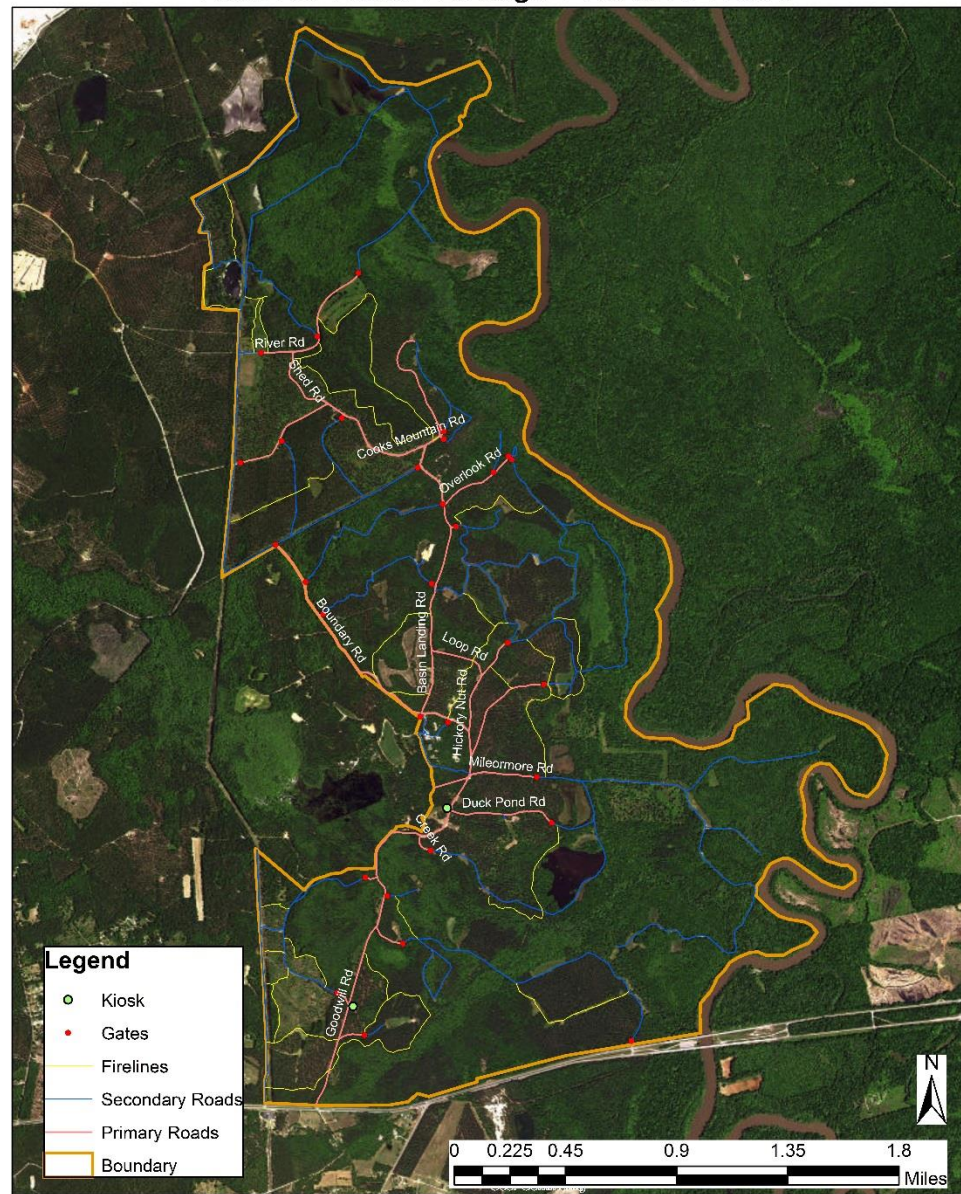 River Rd
Shed Rd
Cooks Mountain Rd
Overlook Rd
Boundary Rd
Basin Landing Rd
Loop Rd
Hickory Nut Rd
Mileormore Rd
Duck Pond Rd
Creek Rd
Goodwill Rd
Legend
Kiosk
Gates
Firelines
Secondary Roads
Primary Roads
Boundary
N
0 0.225 0.45 0.9 1.35 1.8
Miles